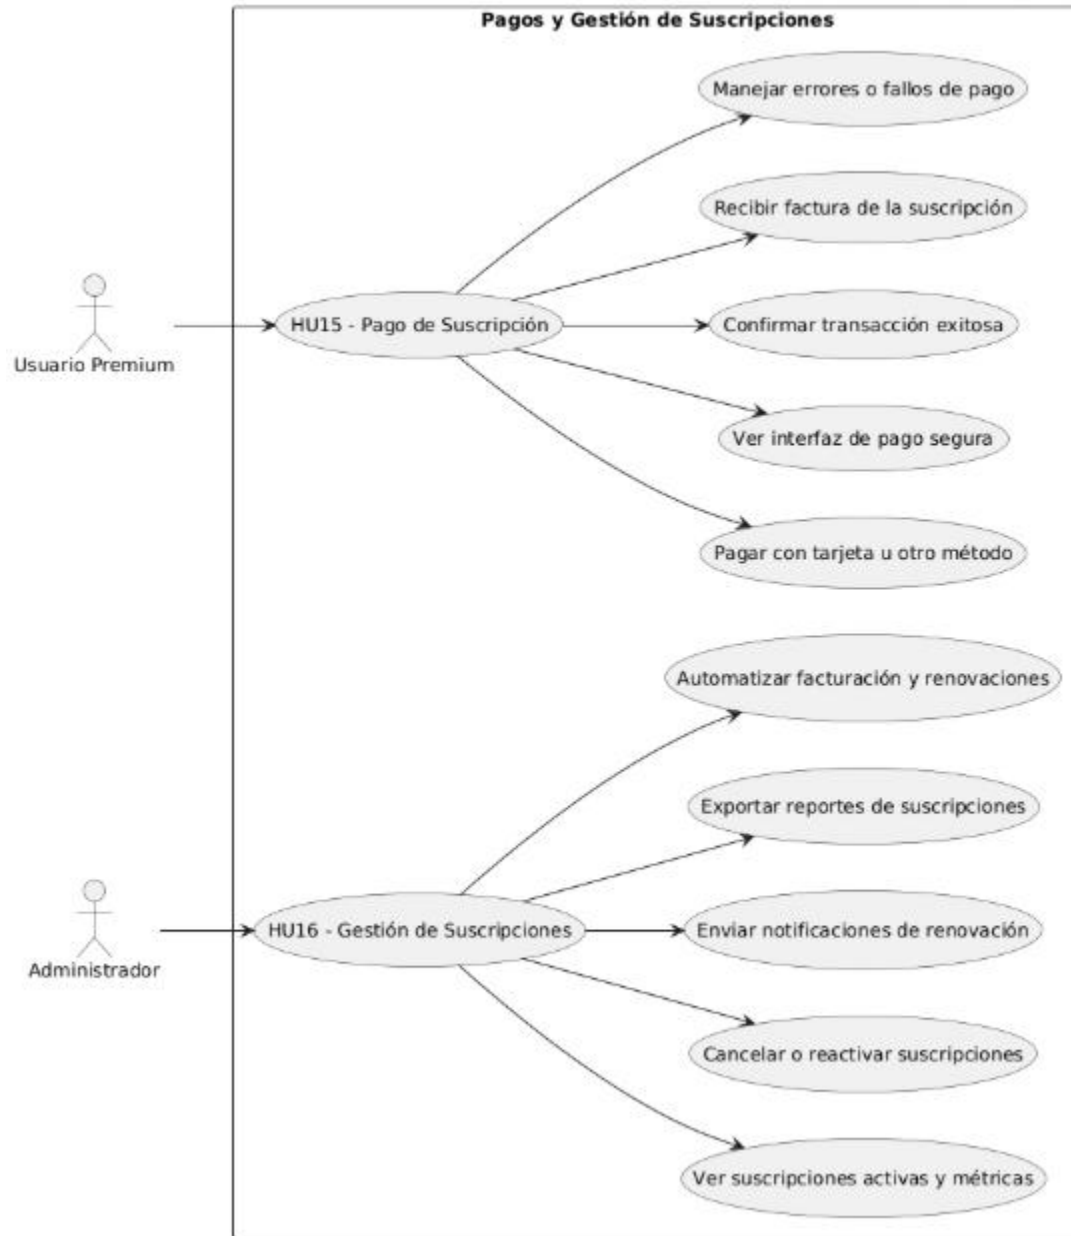 Pagos y Gestión de Suscripciones
Manejar errores o fallos de pago
Recibir factura de la suscripción
Usuario Premium
HU15 - Pago de Suscripción
Confirmar transacción exitosa
Ver interfaz de pago segura
Pagar con tarjeta u otro método
Automatizar facturación y renovaciones
Exportar reportes de suscripciones
Administrador
HU16 - Gestión de Suscripciones
Enviar notificaciones de renovación
Cancelar o reactivar suscripciones
Ver suscripciones activas y métricas